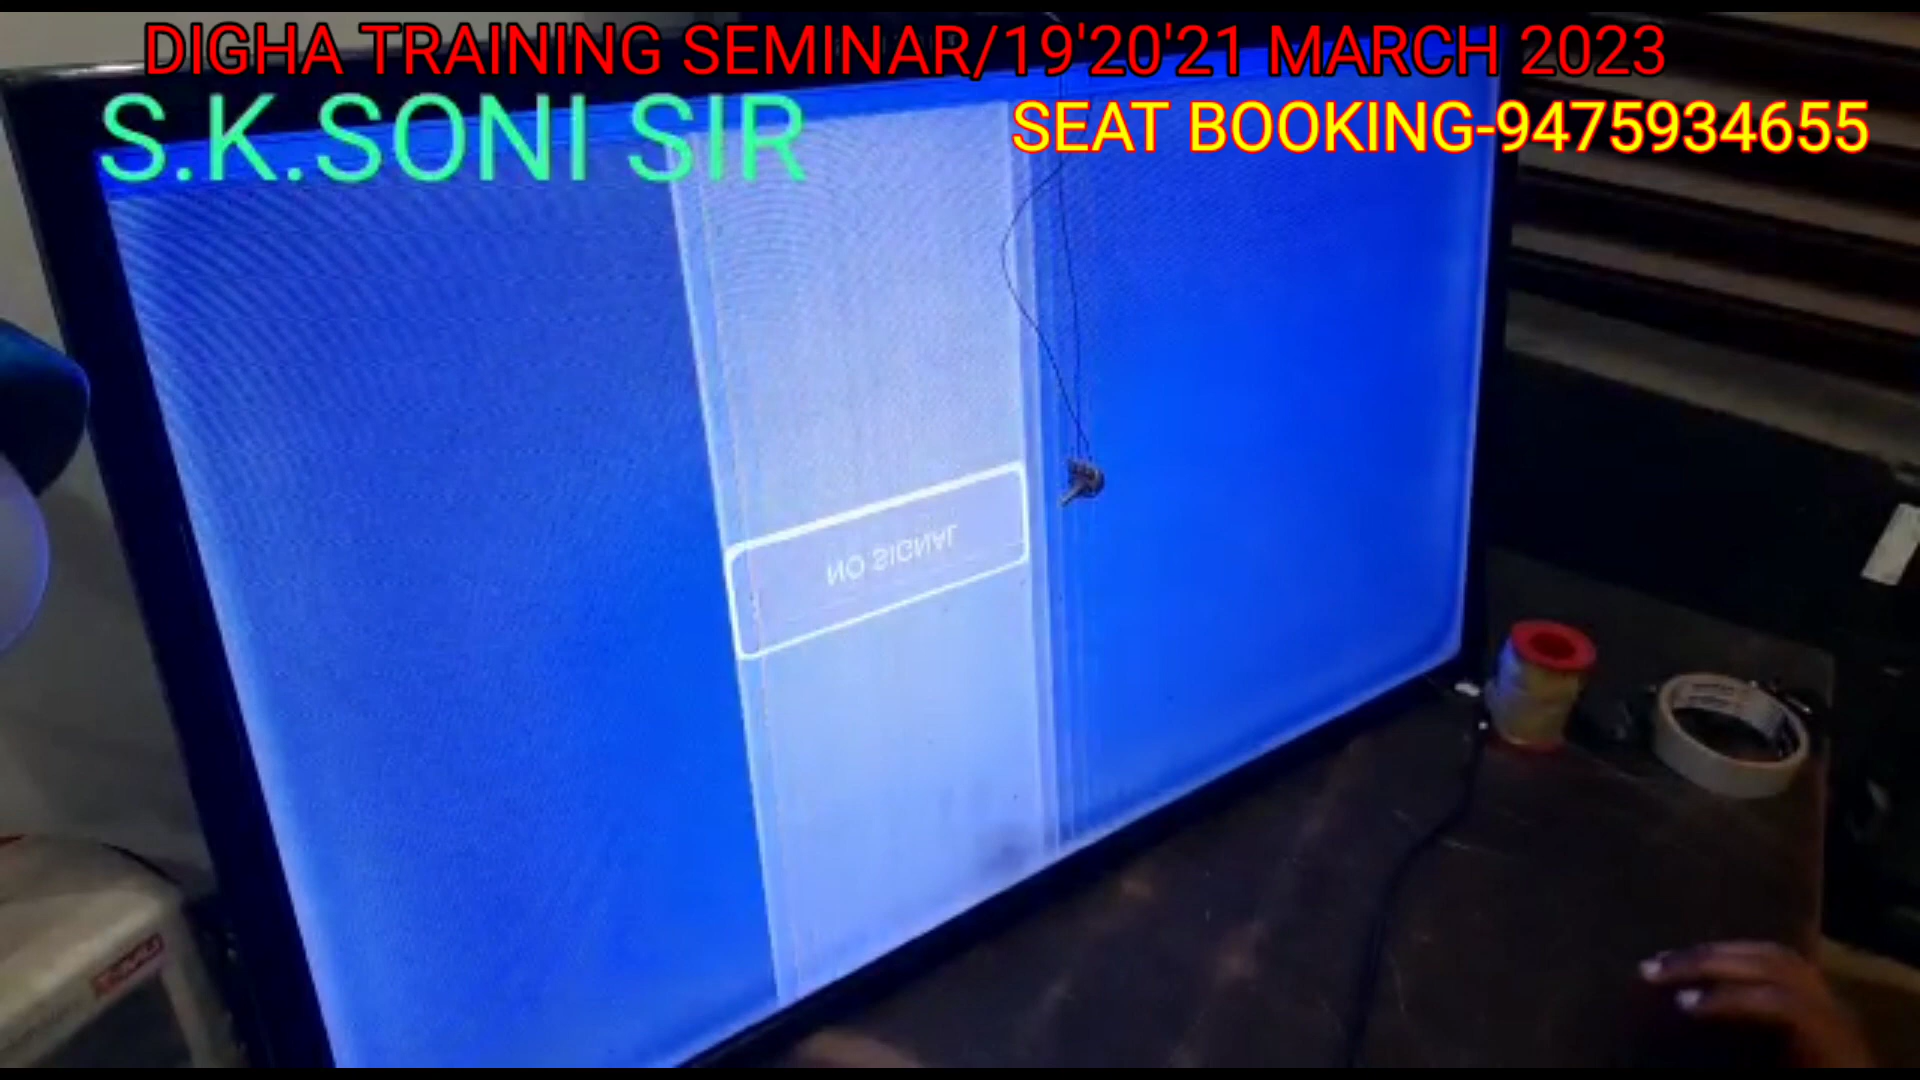 DIGHA TRAINING SEMINAR/19'20'21 MARCH 2023
S.K.SONI SIR
SEAT BOOKING-9475934655
NO SIGNAL